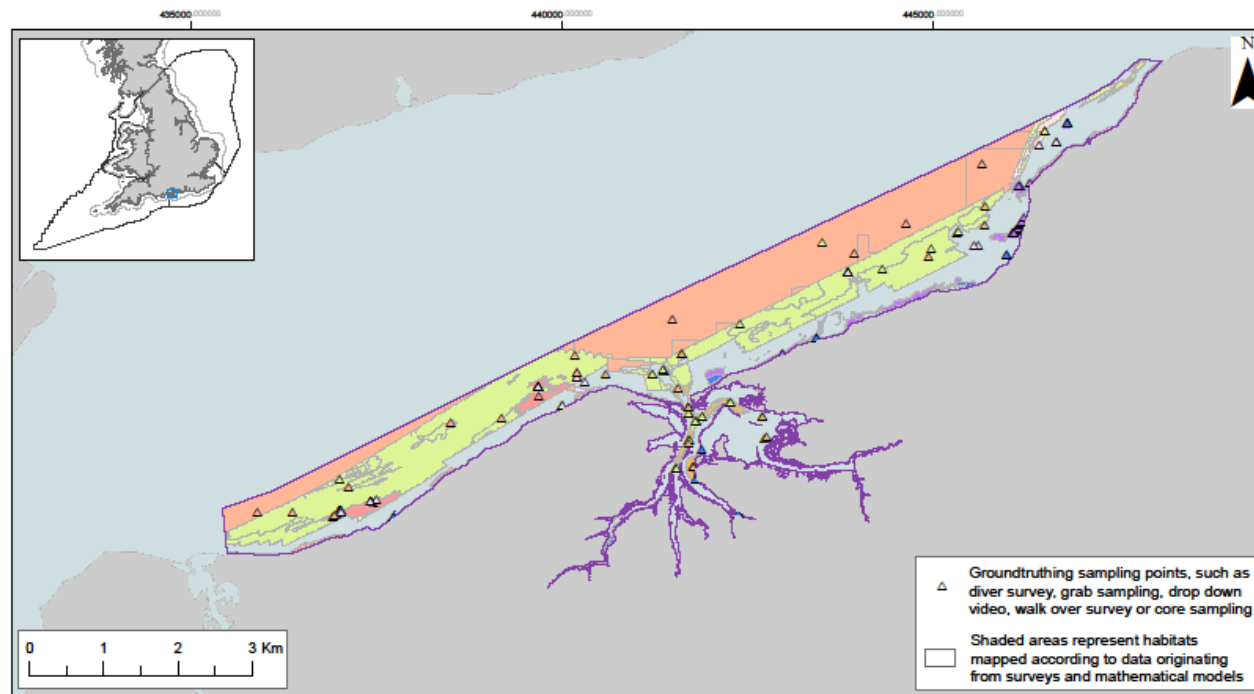 435000.000000
440000.000000
445000.000000
N
0 1 2 3 Km
Groundtruthing sampling points, such as
diver survey, grab sampling, drop down
video, walk over survey or core sampling
Shaded areas represent habitats
mapped according to data originating
from surveys and mathematical models